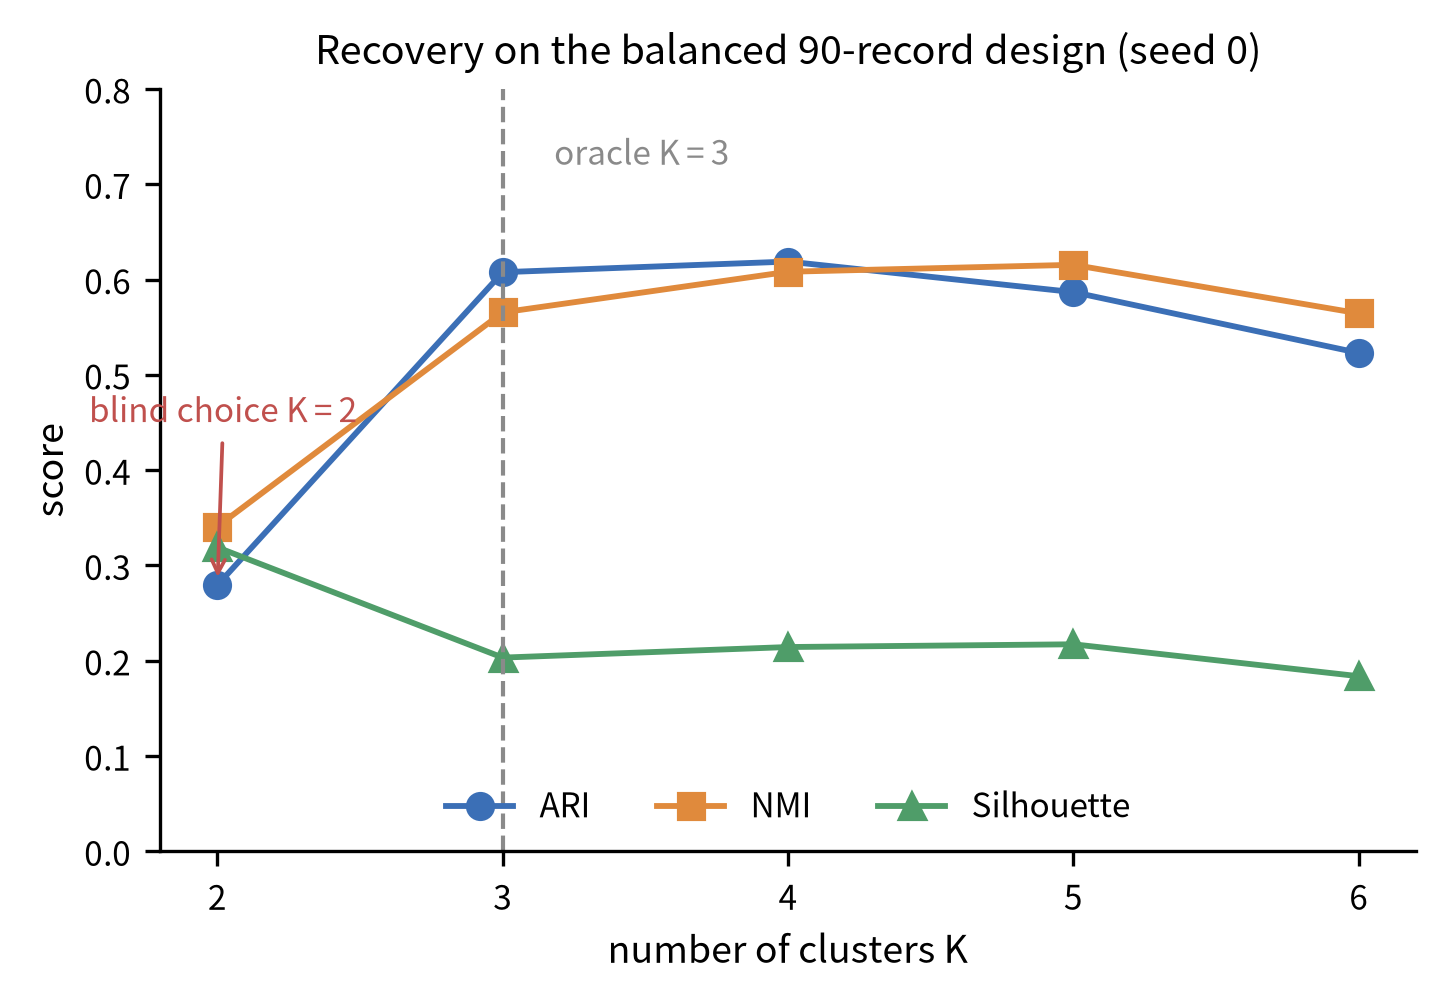 Recovery on the balanced 90-record design (seed 0)
0.8
oracle K = 3
0.7
0.6
0.5
blind choice K = 2
score
0.4
0.3
0.2
0.1
ARI NMI Silhouette
0.0
2 3 4 5 6
number of clusters K